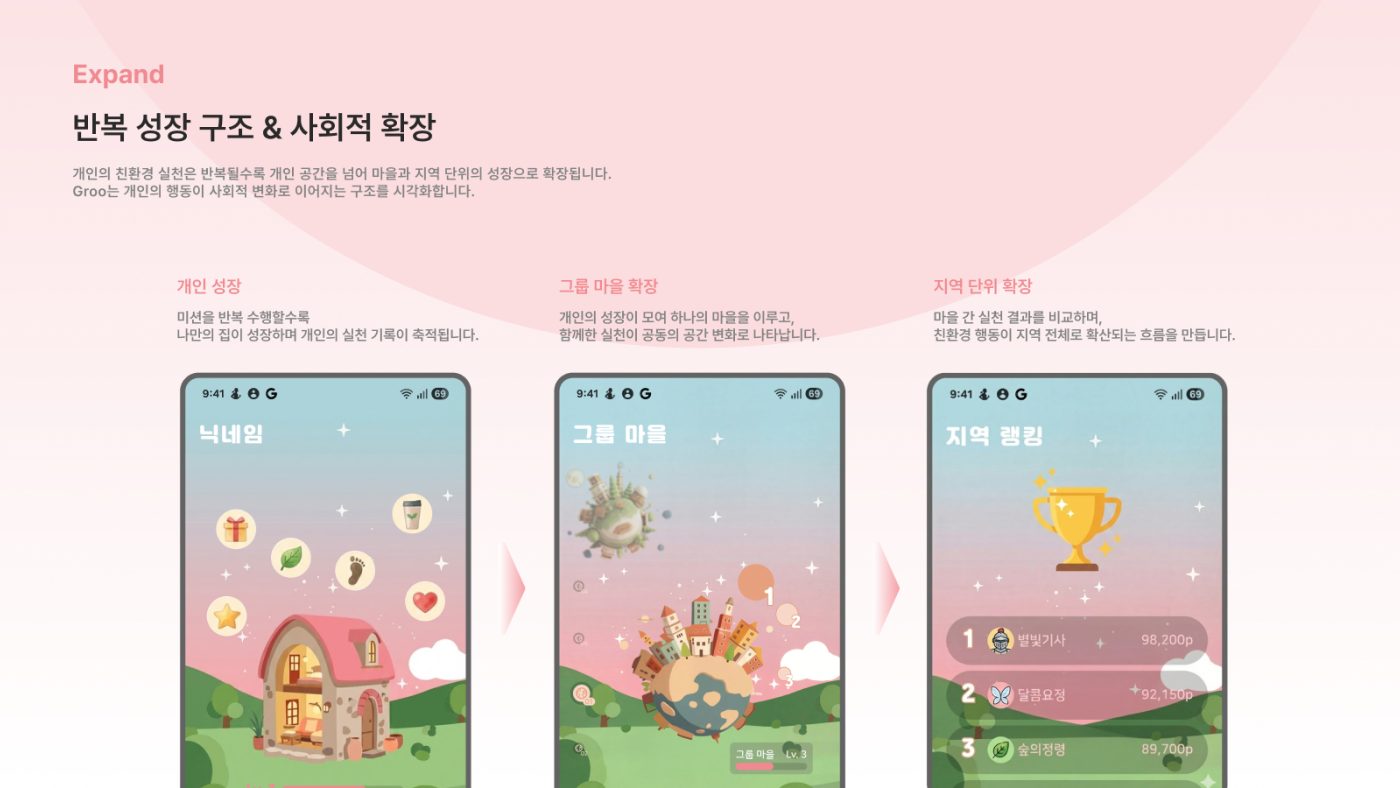 Expand
반복 성장 구조 & 사회적 확장
개인의 친환경 실천은 반복될수록 개인 공간을 넘어 마을과 지역 단위의 성장으로 확장됩니다.
Groo는 개인의 행동이 사회적 변화로 이어지는 구조를 시각화합니다.
개인 성장
미션을 반복 수행할수록
나만의 집이 성장하며 개인의 실천 기록이 축적됩니다.
9:41
G
69
닉네임
그룹 마을 확장
개인의 성장이 모여 하나의 마을을 이루고,
함께한 실천이 공동의 공간 변화로 나타납니다.
9:41
G
69
그룹 마을
1
2
3
그룹 마을 Lv. 3
지역 단위 확장
마을 간 실천 결과를 비교하며,
친환경 행동이 지역 전체로 확산되는 흐름을 만듭니다.
9:41
G
69
지역 랭킹
1 별빛기사 98,200p
2 달콤요정 92,150p
3 숲의정령 89,700p